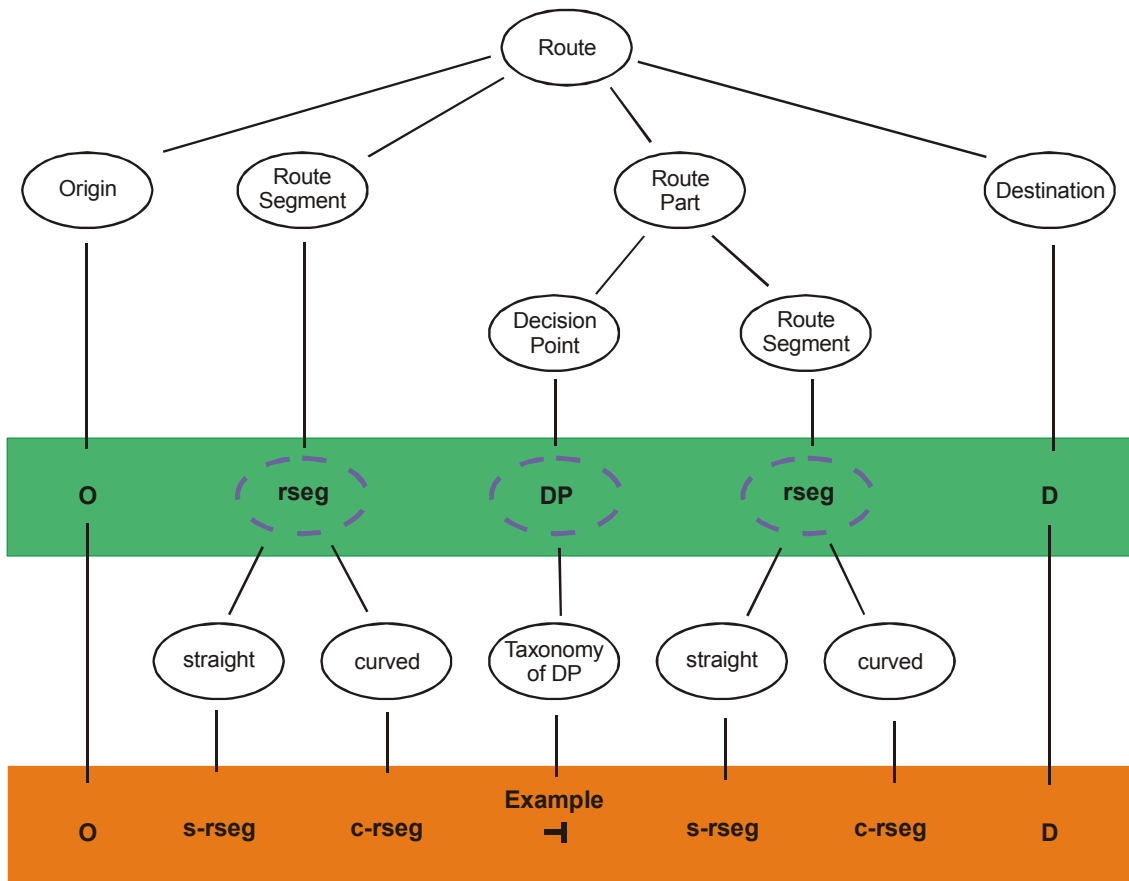 Route
Origin
Route
Segment
Route
Part
Destination
Decision
Point
Route
Segment
O
rseg
DP
rseg
D
straight
curved
Taxonomy
of DP
straight
curved
Example
O
s-rseg
c-rseg
s-rseg
c-rseg
D